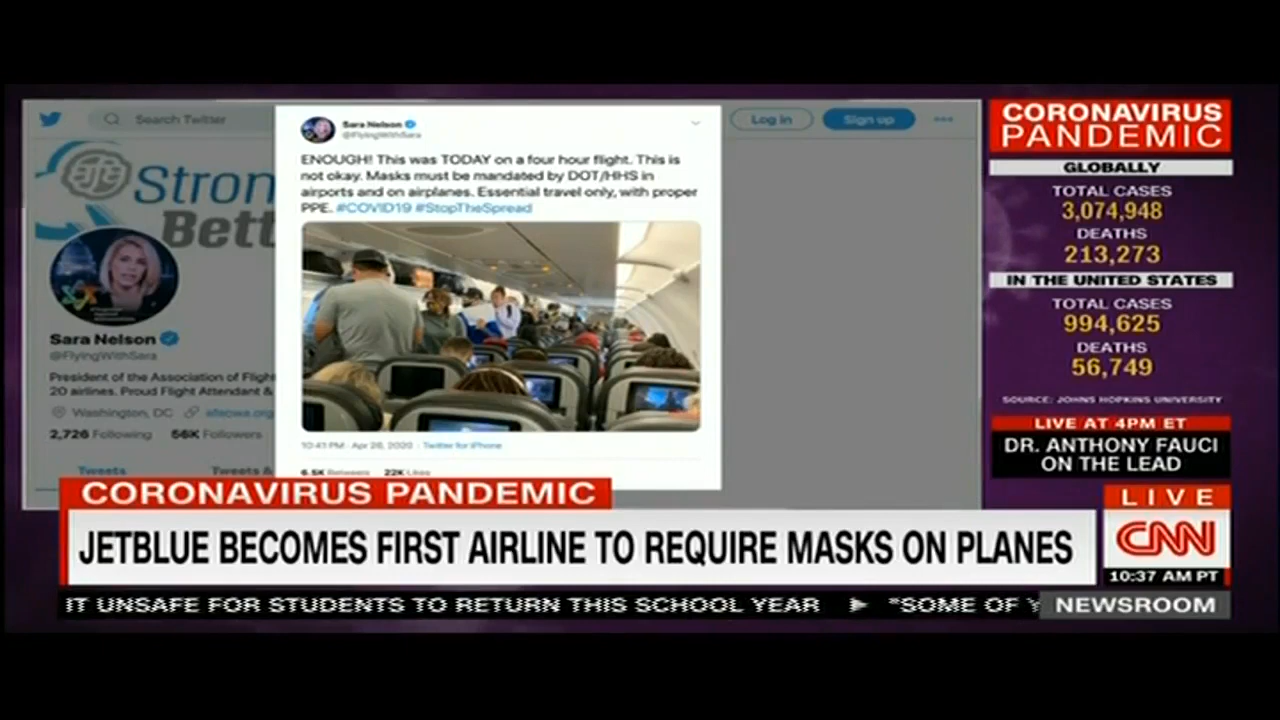 Search Twitter
Log in
Sign up
Stron
Bett
Sara Nelson
@FlyingWithSara
President of the Association of Flight
20 airlines. Proud Flight Attendant &
Washington, DC
afacwa.org
2,726 Following
56K Followers
Tweets
Tweets &
Sara Nelson
@FlyingWithSara
ENOUGH! This was TODAY on a four hour flight. This is
not okay. Masks must be mandated by DOT/HHS in
airports and on airplanes. Essential travel only, with proper
PPE. #COVID19 #StopTheSpread
10:41 PM · Apr 26, 2020 · Twitter for iPhone
6.5K Retweets 22K Likes
CORONAVIRUS
PANDEMIC
GLOBALLY
TOTAL CASES
3,074,948
DEATHS
213,273
IN THE UNITED STATES
TOTAL CASES
994,625
DEATHS
56,749
SOURCE: JOHNS HOPKINS UNIVERSITY
LIVE AT 4PM ET
DR. ANTHONY FAUCI
ON THE LEAD
CORONAVIRUS PANDEMIC
JETBLUE BECOMES FIRST AIRLINE TO REQUIRE MASKS ON PLANES
LIVE
CNN
10:37 AM PT
IT UNSAFE FOR STUDENTS TO RETURN THIS SCHOOL YEAR ▶ "SOME OF Y
NEWSROOM